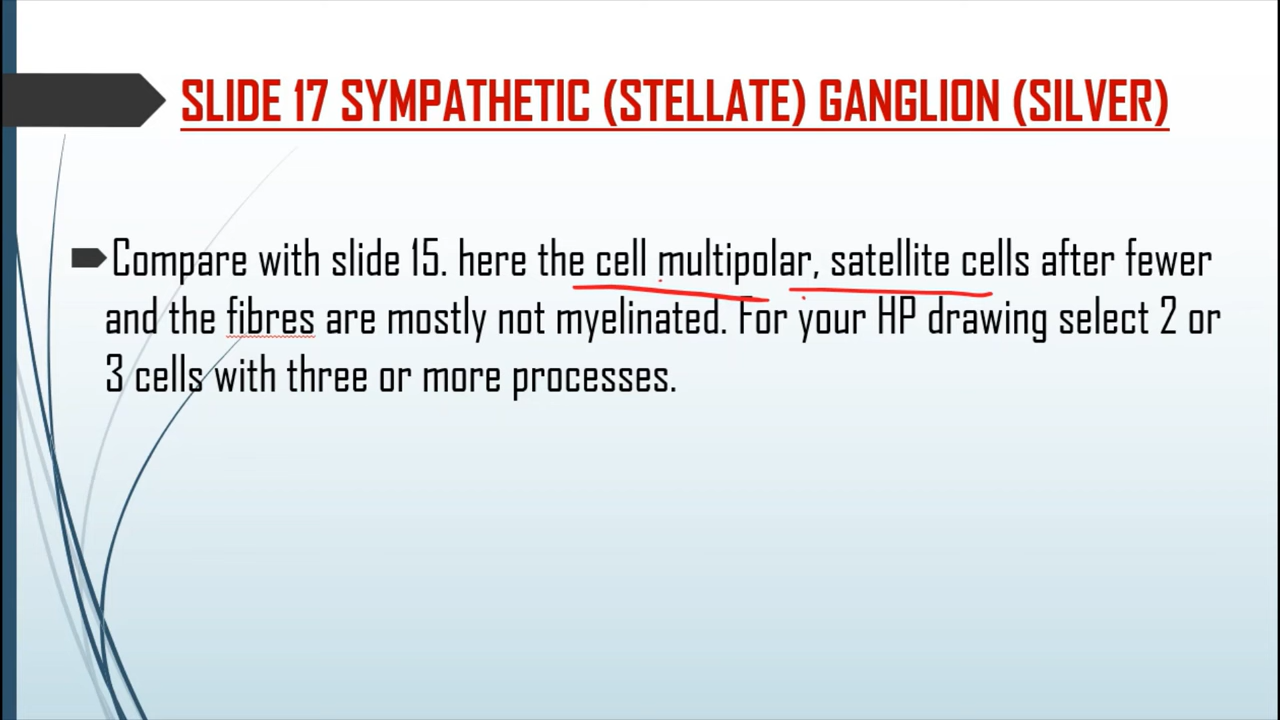 SLIDE 17 SYMPATHETIC (STELLATE) GANGLION (SILVER)
Compare with slide 15. here the cell multipolar, satellite cells after fewer
and the fibres are mostly not myelinated. For your HP drawing select 2 or
3 cells with three or more processes.